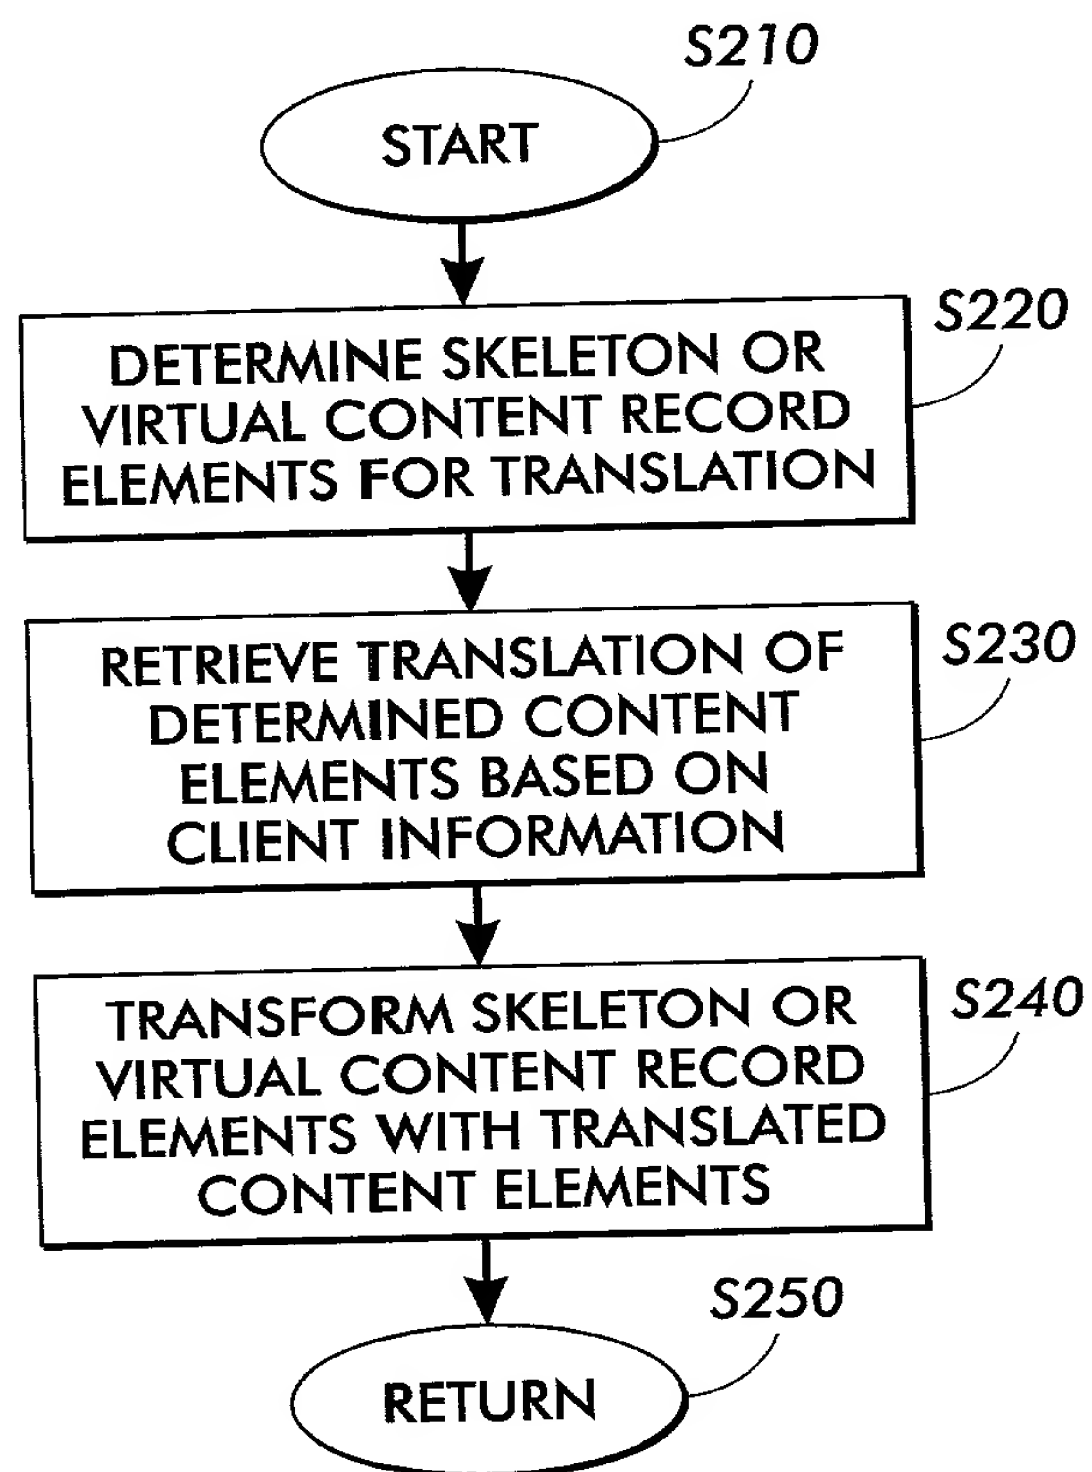 S210
START
S220
DETERMINE SKELETON OR
VIRTUAL CONTENT RECORD
ELEMENTS FOR TRANSLATION
S230
RETRIEVE TRANSLATION OF
DETERMINED CONTENT
ELEMENTS BASED ON
CLIENT INFORMATION
S240
TRANSFORM SKELETON OR
VIRTUAL CONTENT RECORD
ELEMENTS WITH TRANSLATED
CONTENT ELEMENTS
S250
RETURN